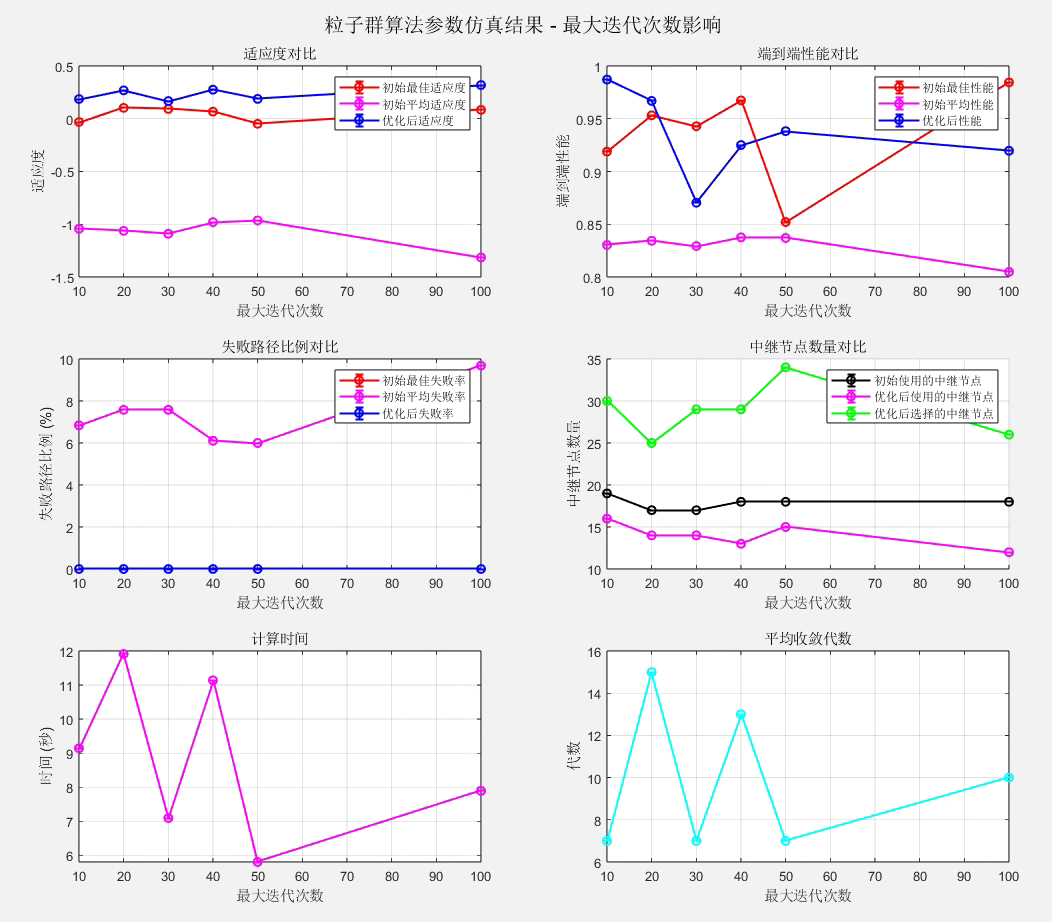 粒子群算法参数仿真结果 - 最大迭代次数影响
适应度对比
0.5
0
-0.5
-1
-1.5
适应度
初始最佳适应度
初始平均适应度
优化后适应度
10 20 30 40 50 60 70 80 90 100
最大迭代次数
端到端性能对比
1
0.95
0.9
0.85
0.8
端到端性能
初始最佳性能
初始平均性能
优化后性能
10 20 30 40 50 60 70 80 90 100
最大迭代次数
失败路径比例对比
10
8
6
4
2
0
失败路径比例 (%)
初始最佳失败率
初始平均失败率
优化后失败率
10 20 30 40 50 60 70 80 90 100
最大迭代次数
中继节点数量对比
35
30
25
20
15
10
中继节点数量
初始使用的中继节点
优化后使用的中继节点
优化后选择的中继节点
10 20 30 40 50 60 70 80 90 100
最大迭代次数
计算时间
12
11
10
9
8
7
6
时间 (秒)
10 20 30 40 50 60 70 80 90 100
最大迭代次数
平均收敛代数
16
14
12
10
8
6
代数
10 20 30 40 50 60 70 80 90 100
最大迭代次数